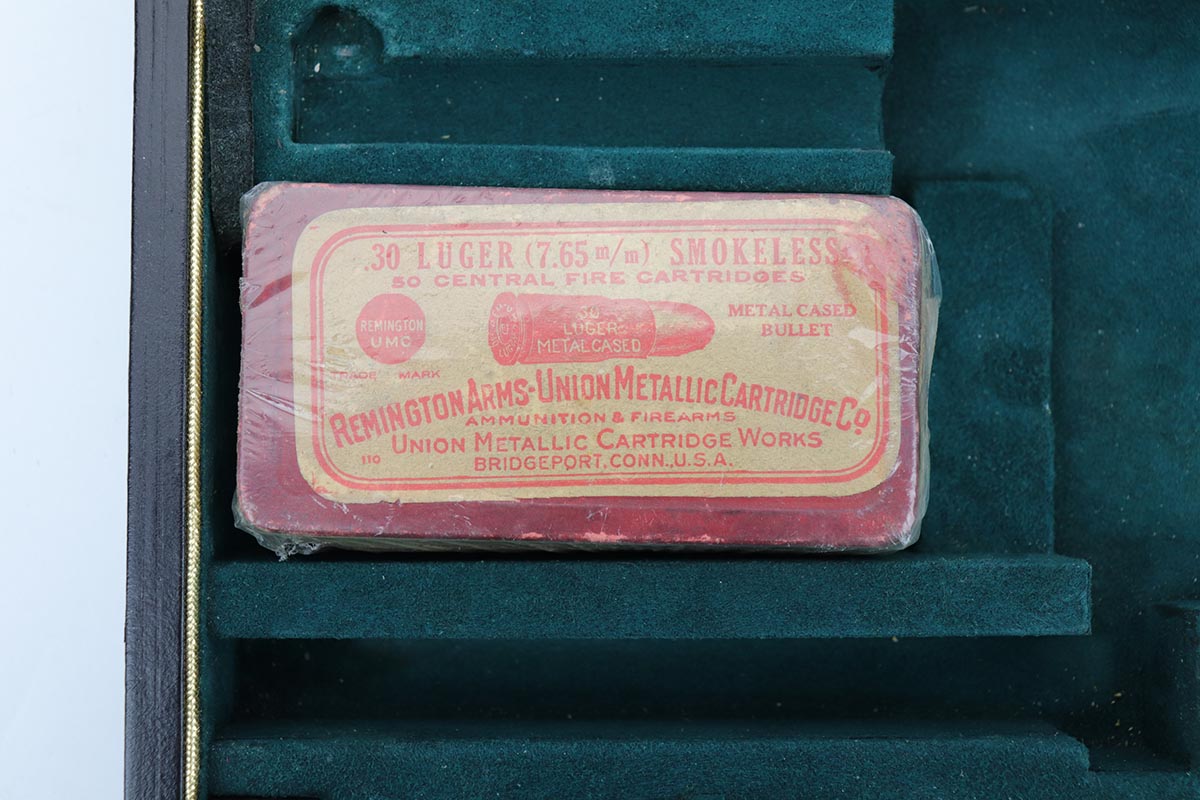 .30 LUGER (7.65 m/m) SMOKELESS
50 CENTRAL FIRE CARTRIDGES
REMINGTON
UMC
TRADE MARK
30
LUGER
METAL CASED
METAL CASED
BULLET
REMINGTON ARMS-UNION METALLIC CARTRIDGE CO
AMMUNITION & FIREARMS
UNION METALLIC CARTRIDGE WORKS
110
BRIDGEPORT, CONN., U.S.A.